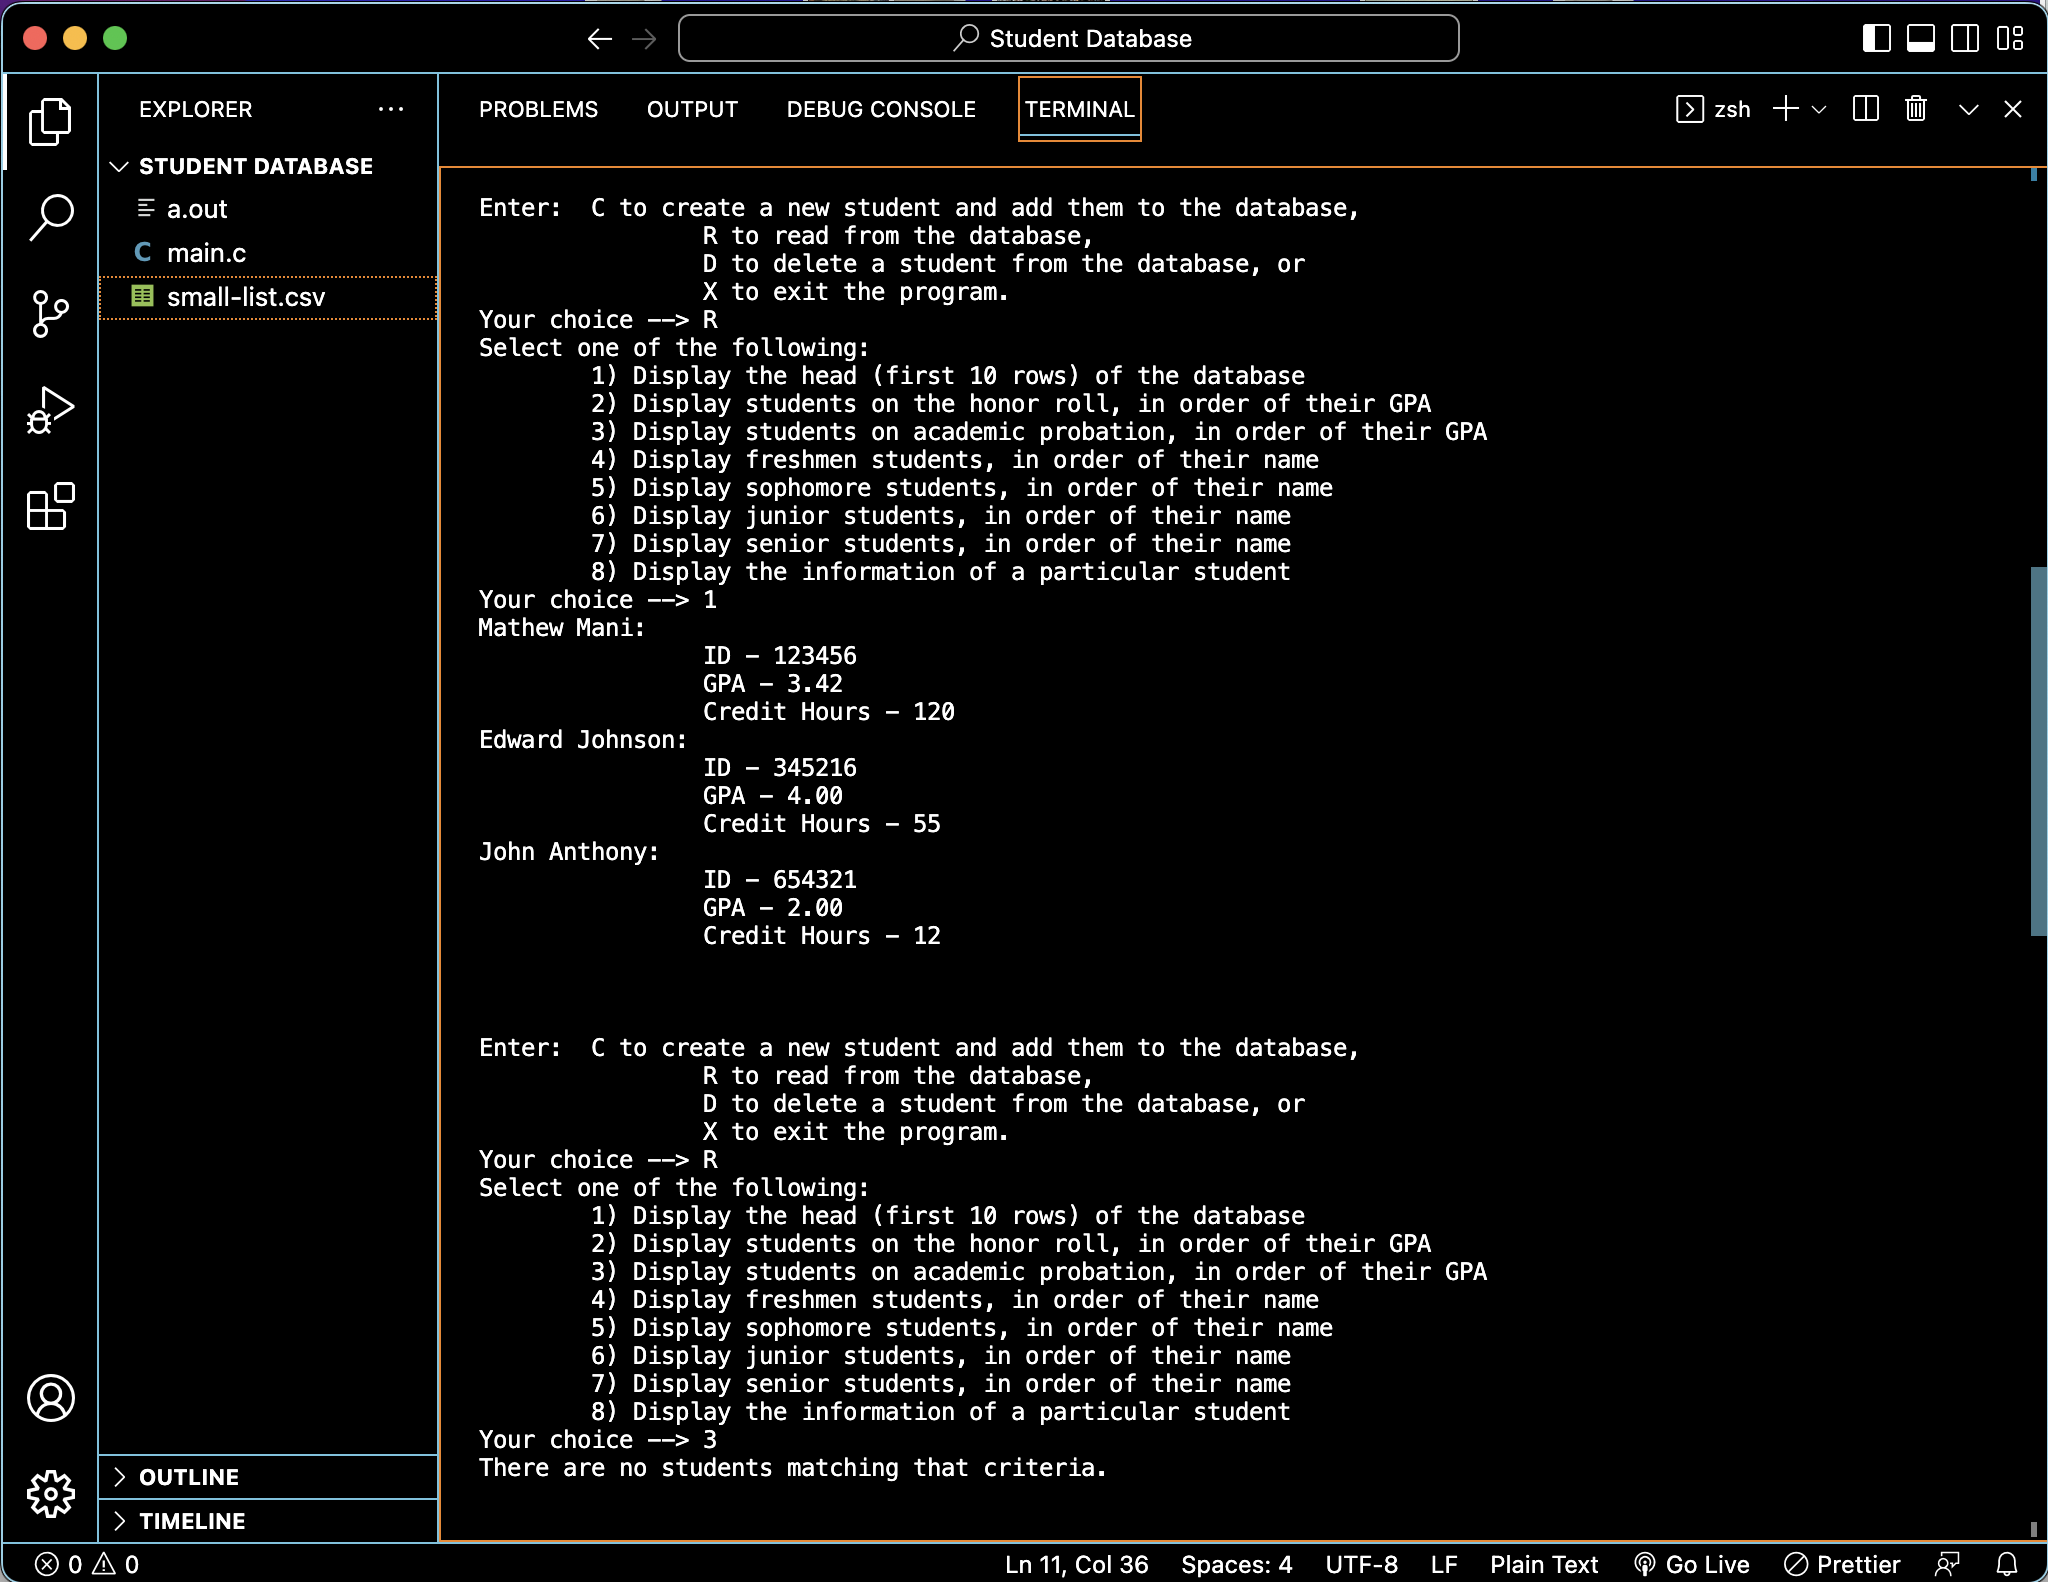 Student Database
EXPLORER
STUDENT DATABASE
a.out
C main.c
small-list.csv
OUTLINE
TIMELINE
PROBLEMS OUTPUT DEBUG CONSOLE TERMINAL zsh
Enter: C to create a new student and add them to the database,
R to read from the database,
D to delete a student from the database, or
X to exit the program.
Your choice --> R
Select one of the following:
1) Display the head (first 10 rows) of the database
2) Display students on the honor roll, in order of their GPA
3) Display students on academic probation, in order of their GPA
4) Display freshmen students, in order of their name
5) Display sophomore students, in order of their name
6) Display junior students, in order of their name
7) Display senior students, in order of their name
8) Display the information of a particular student
Your choice --> 1
Mathew Mani:
ID - 123456
GPA - 3.42
Credit Hours - 120
Edward Johnson:
ID - 345216
GPA - 4.00
Credit Hours - 55
John Anthony:
ID - 654321
GPA - 2.00
Credit Hours - 12
Enter: C to create a new student and add them to the database,
R to read from the database,
D to delete a student from the database, or
X to exit the program.
Your choice --> R
Select one of the following:
1) Display the head (first 10 rows) of the database
2) Display students on the honor roll, in order of their GPA
3) Display students on academic probation, in order of their GPA
4) Display freshmen students, in order of their name
5) Display sophomore students, in order of their name
6) Display junior students, in order of their name
7) Display senior students, in order of their name
8) Display the information of a particular student
Your choice --> 3
There are no students matching that criteria.
0 0 Ln 11, Col 36 Spaces: 4 UTF-8 LF Plain Text Go Live Prettier